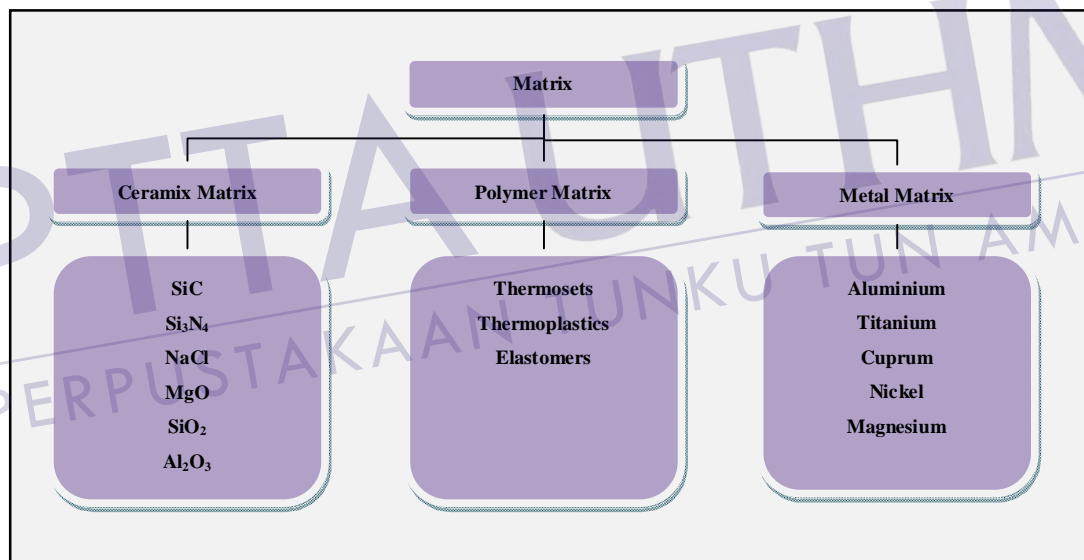 Matrix
Ceramix Matrix
Polymer Matrix
Metal Matrix
SiC
Si₃N₄
NaCl
MgO
SiO₂
Al₂O₃
Thermosets
Thermoplastics
Elastomers
Aluminium
Titanium
Cuprum
Nickel
Magnesium
PTTA UTHM
PERPUSTAKAAN TUNKU TUN AM